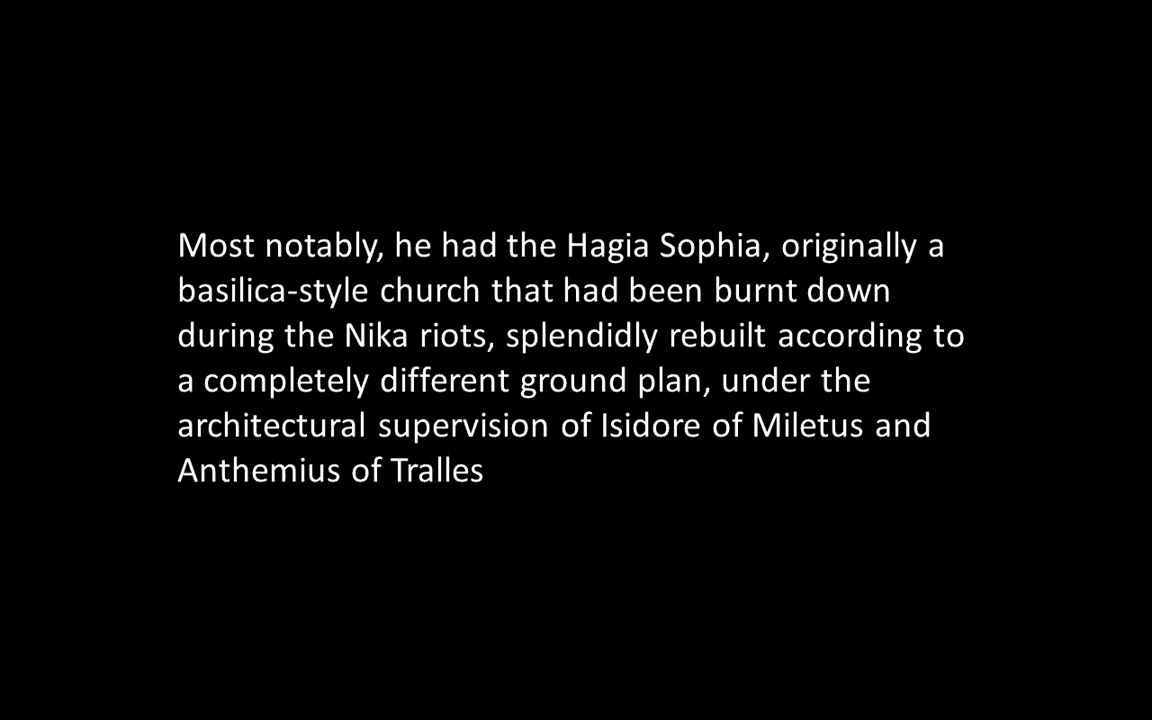 Most notably, he had the Hagia Sophia, originally a
basilica-style church that had been burnt down
during the Nika riots, splendidly rebuilt according to
a completely different ground plan, under the
architectural supervision of Isidore of Miletus and
Anthemius of Tralles